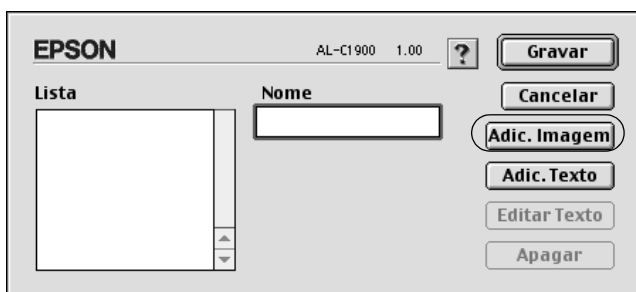 EPSON AL-C1900 1.00 ? Gravar
Lista Nome Cancelar
Adic. Imagem
Adic. Texto
Editar Texto
Apagar